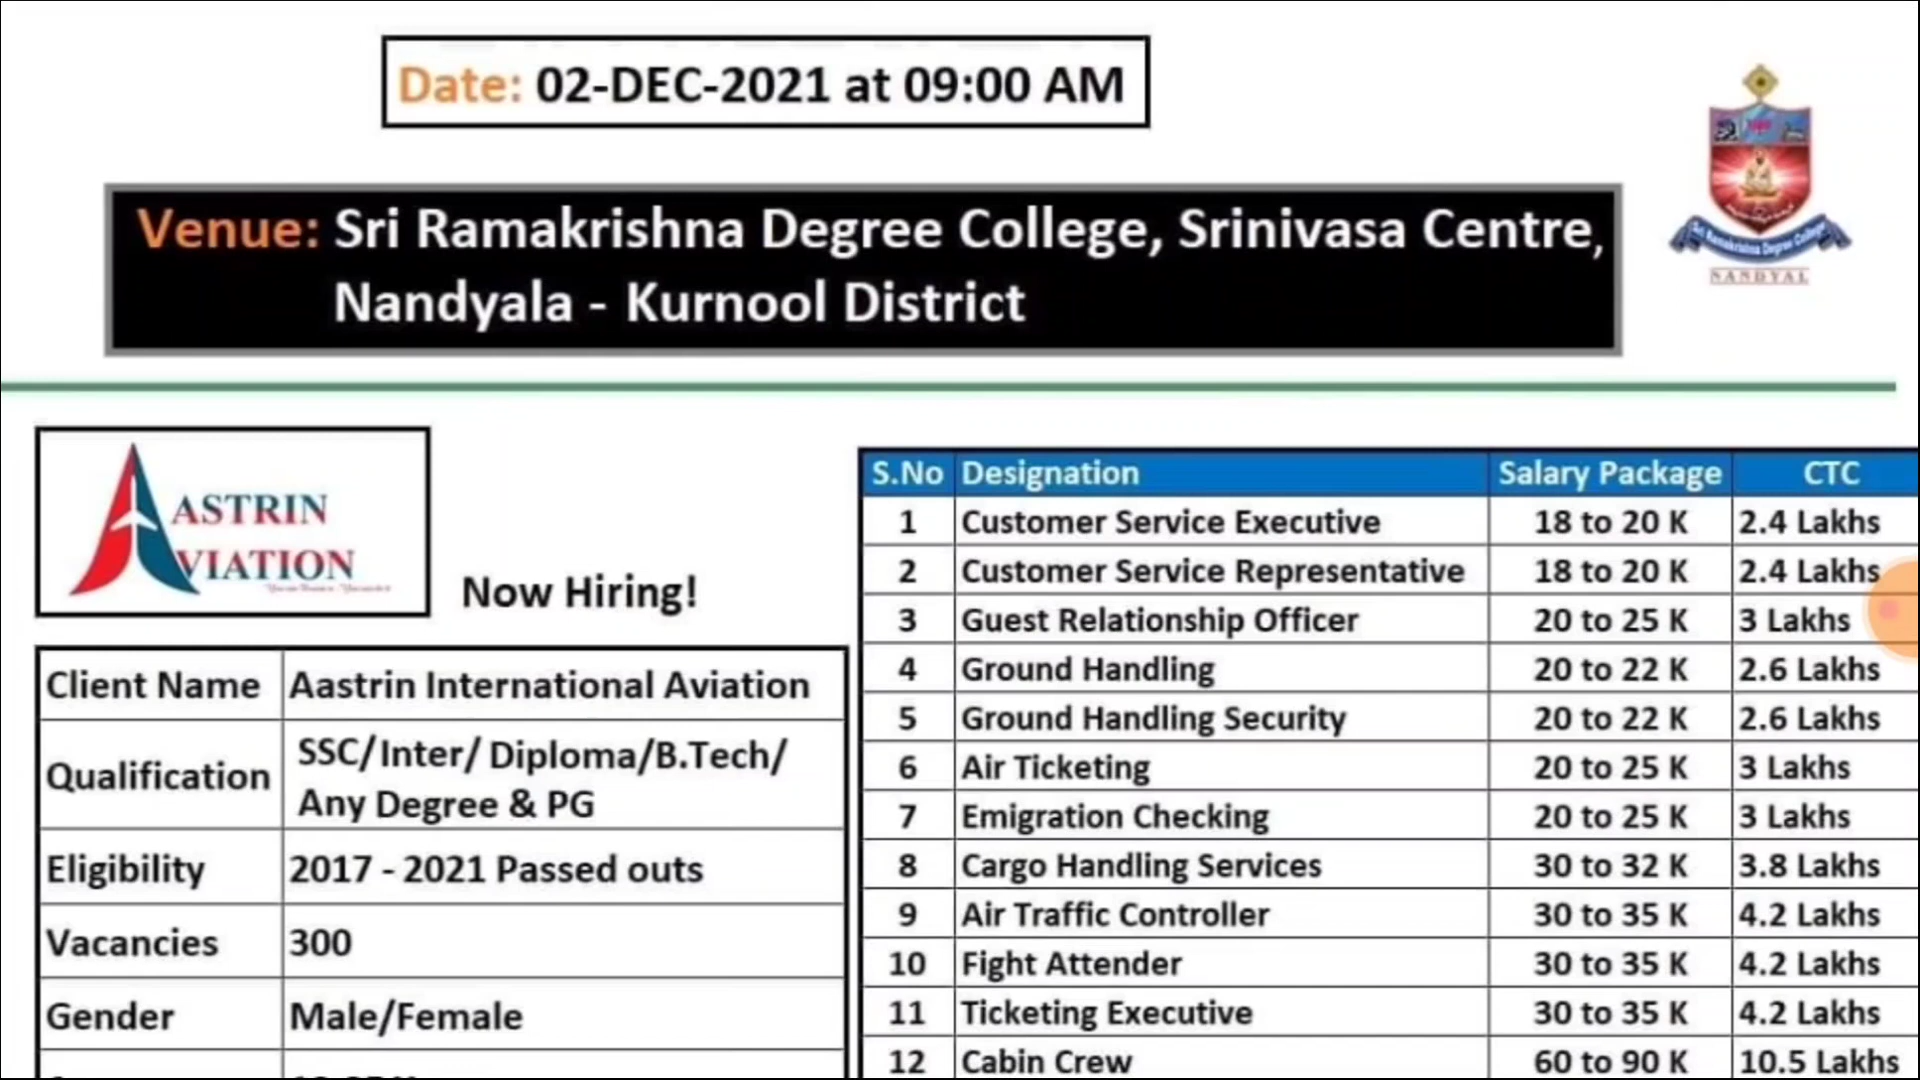 Date: 02-DEC-2021 at 09:00 AM
Venue: Sri Ramakrishna Degree College, Srinivasa Centre,
Nandyala - Kurnool District
Sri Ramakrishna Degree College
NANDYAL
ASTRIN
VIATION
Now Hiring!
Client Name Aastrin International Aviation
Qualification SSC/Inter/ Diploma/B.Tech/
Any Degree & PG
Eligibility 2017 - 2021 Passed outs
Vacancies 300
Gender Male/Female
S.No Designation Salary Package CTC
1 Customer Service Executive 18 to 20 K 2.4 Lakhs
2 Customer Service Representative 18 to 20 K 2.4 Lakhs
3 Guest Relationship Officer 20 to 25 K 3 Lakhs
4 Ground Handling 20 to 22 K 2.6 Lakhs
5 Ground Handling Security 20 to 22 K 2.6 Lakhs
6 Air Ticketing 20 to 25 K 3 Lakhs
7 Emigration Checking 20 to 25 K 3 Lakhs
8 Cargo Handling Services 30 to 32 K 3.8 Lakhs
9 Air Traffic Controller 30 to 35 K 4.2 Lakhs
10 Fight Attender 30 to 35 K 4.2 Lakhs
11 Ticketing Executive 30 to 35 K 4.2 Lakhs
12 Cabin Crew 60 to 90 K 10.5 Lakhs